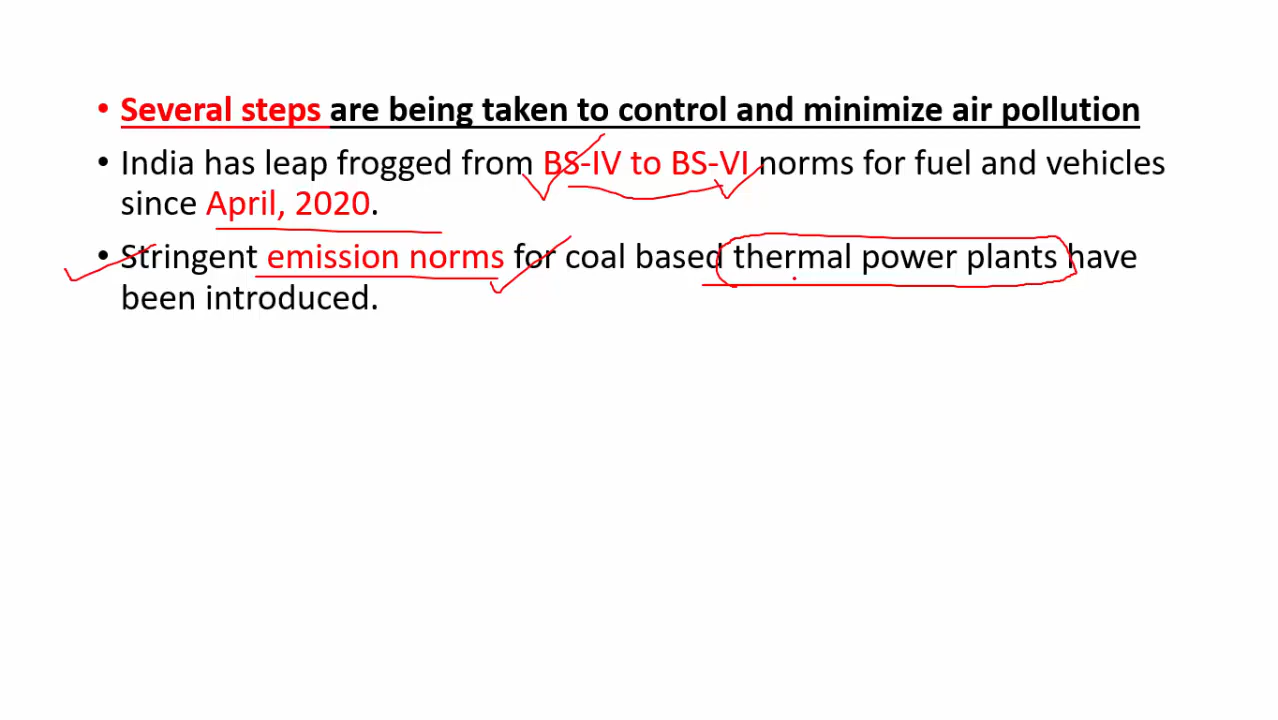 • Several steps are being taken to control and minimize air pollution
• India has leap frogged from BS-IV to BS-VI norms for fuel and vehicles
since April, 2020.
• Stringent emission norms for coal based thermal power plants have
been introduced.